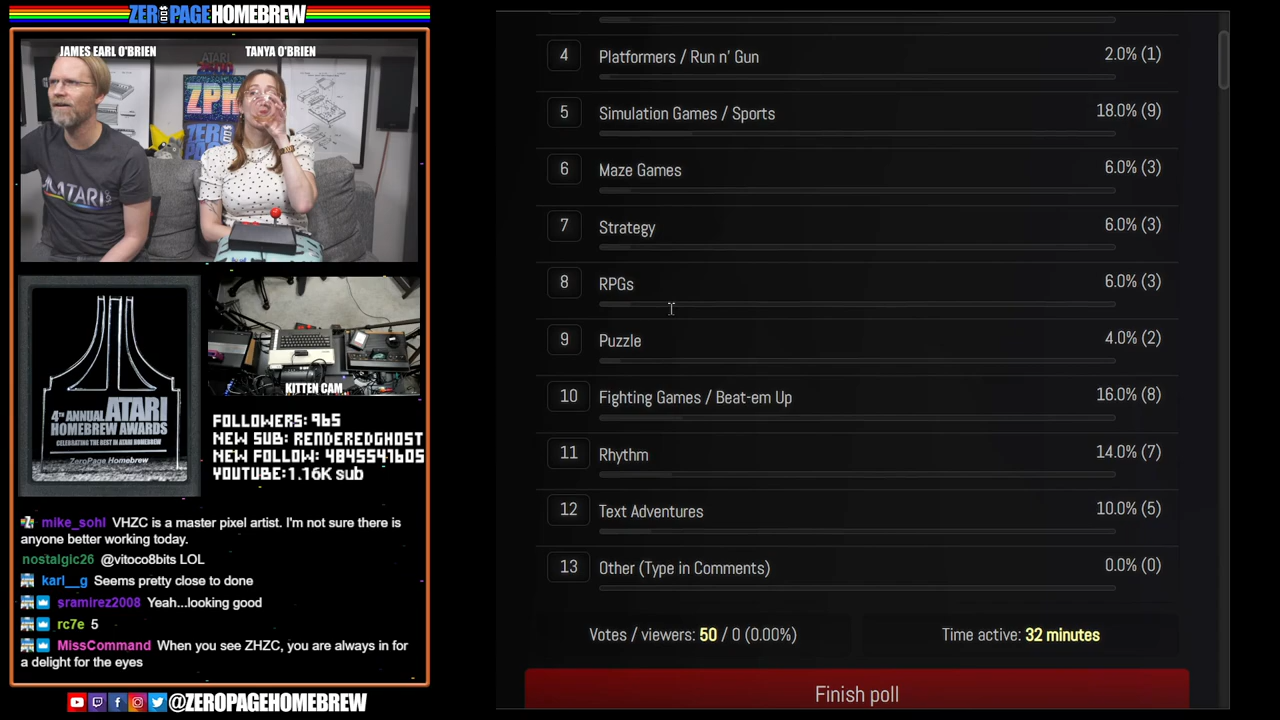 ZEROPAGE HOMEBREW
JAMES EARL O'BRIEN
TANYA O'BRIEN
ATARI
ZPH
ATARI
4TH ANNUAL ATARI
HOMEBREW AWARDS
CELEBRATING THE BEST IN ATARI HOMEBREW
ZeroPage Homebrew
KITTEN CAM
FOLLOWERS: 965
NEW SUB: RENDEREDGHOST
NEW FOLLOW: 4845541605
YOUTUBE: 1.16K sub
mike_sohl VHZC is a master pixel artist. I'm not sure there is
anyone better working today.
nostalgic26 @vitoco8bits LOL
karl__g Seems pretty close to done
sramirez2008 Yeah...looking good
rc7e 5
MissCommand When you see ZHZC, you are always in for
a delight for the eyes
@ZEROPAGEHOMEBREW
4 Platformers / Run n' Gun 2.0% (1)
5 Simulation Games / Sports 18.0% (9)
6 Maze Games 6.0% (3)
7 Strategy 6.0% (3)
8 RPGs 6.0% (3)
9 Puzzle 4.0% (2)
10 Fighting Games / Beat-em Up 16.0% (8)
11 Rhythm 14.0% (7)
12 Text Adventures 10.0% (5)
13 Other (Type in Comments) 0.0% (0)
Votes / viewers: 50 / 0 (0.00%) Time active: 32 minutes
Finish poll